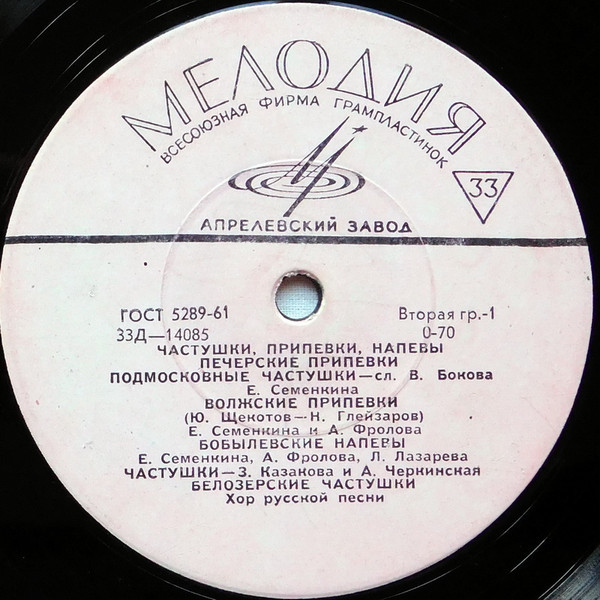 МЕЛОДИЯ
ВСЕСОЮЗНАЯ ФИРМА ГРАМПЛАСТИНОК
33
АПРЕЛЕВСКИЙ ЗАВОД
ГОСТ 5289-61 Вторая гр.-1
33Д—14085 0-70
ЧАСТУШКИ, ПРИПЕВКИ, НАПЕВЫ
ПЕЧЕРСКИЕ ПРИПЕВКИ
ПОДМОСКОВНЫЕ ЧАСТУШКИ—сл. В. Бокова
Е. Семенкина
ВОЛЖСКИЕ ПРИПЕВКИ
(Ю. Щекотов—Н. Глейзаров)
Е. Семенкина и А. Фролова
БОБЫЛЕВСКИЕ НАПЕВЫ
Е. Семенкина, А. Фролова, Л. Лазарева
ЧАСТУШКИ—З. Казакова и А. Черкинская
БЕЛОЗЕРСКИЕ ЧАСТУШКИ
Хор русской песни